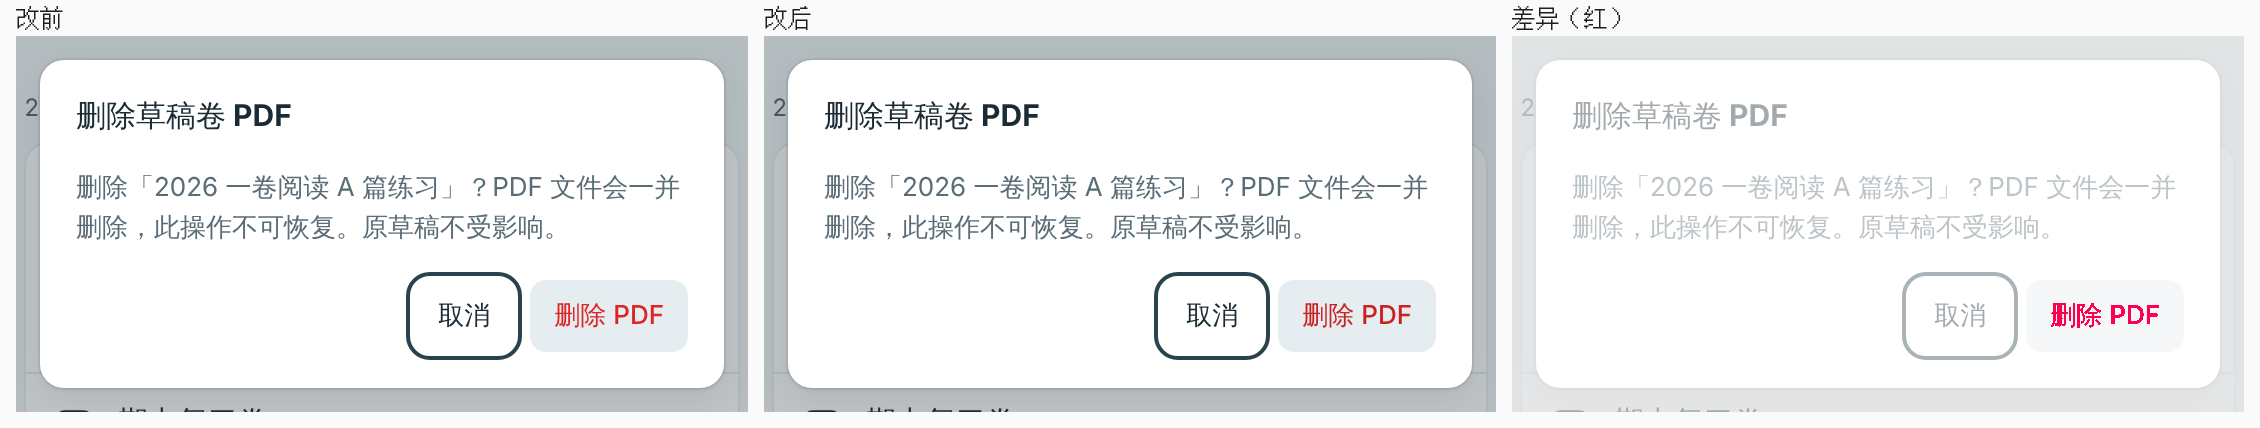 改前
2
删除草稿卷 PDF
删除「2026 一卷阅读 A 篇练习」？PDF 文件会一并
删除，此操作不可恢复。原草稿不受影响。
取消
删除 PDF
改后
2
删除草稿卷 PDF
删除「2026 一卷阅读 A 篇练习」？PDF 文件会一并
删除，此操作不可恢复。原草稿不受影响。
取消
删除 PDF
差异（红）
2
删除草稿卷 PDF
删除「2026 一卷阅读 A 篇练习」？PDF 文件会一并
删除，此操作不可恢复。原草稿不受影响。
取消
删除 PDF